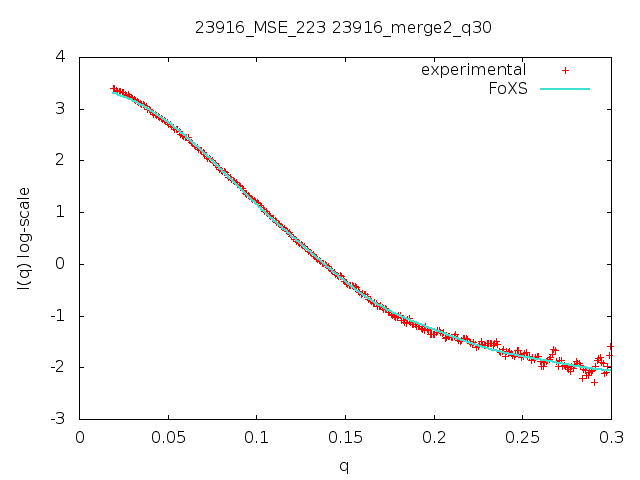 23916_MSE_223 23916_merge2_q30
experimental
FoXS
I(q) log-scale
4
3
2
1
0
-1
-2
-3
0 0.05 0.1 0.15 0.2 0.25 0.3
q